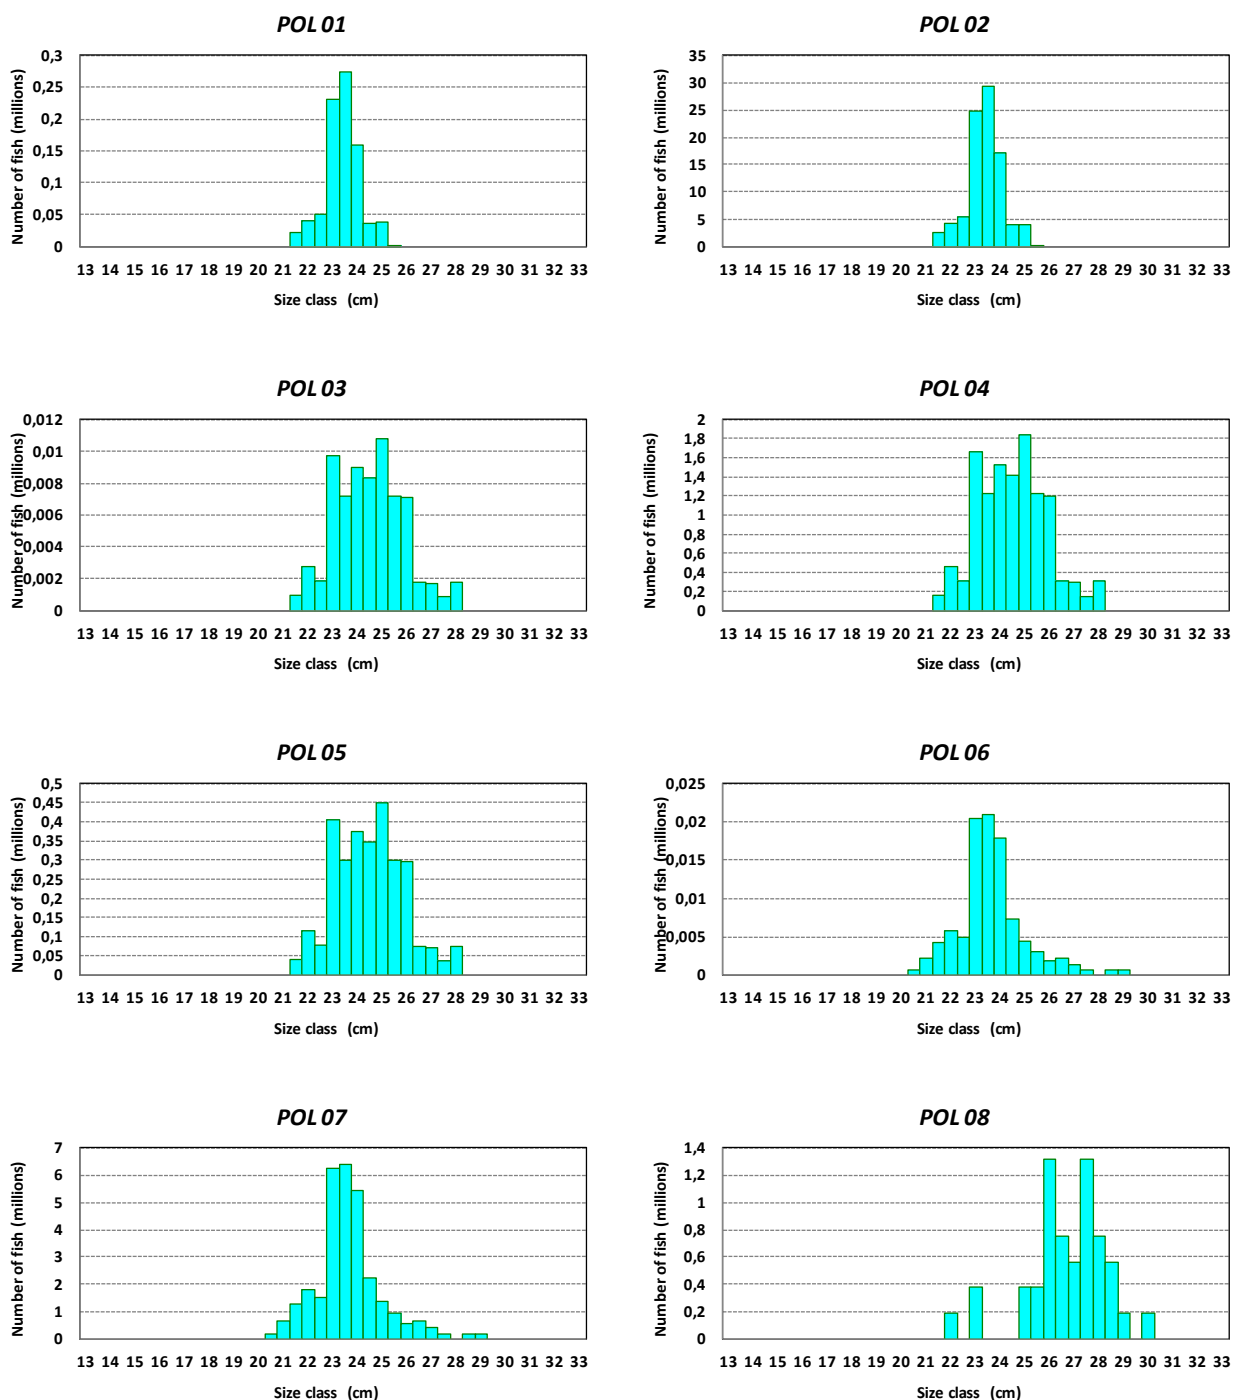 POL 01
Number of fish (millions)
0,3
0,25
0,2
0,15
0,1
0,05
0
13 14 15 16 17 18 19 20 21 22 23 24 25 26 27 28 29 30 31 32 33
Size class (cm)
POL 02
Number of fish (millions)
35
30
25
20
15
10
5
0
13 14 15 16 17 18 19 20 21 22 23 24 25 26 27 28 29 30 31 32 33
Size class (cm)
POL 03
Number of fish (millions)
0,012
0,01
0,008
0,006
0,004
0,002
0
13 14 15 16 17 18 19 20 21 22 23 24 25 26 27 28 29 30 31 32 33
Size class (cm)
POL 04
Number of fish (millions)
2
1,8
1,6
1,4
1,2
1
0,8
0,6
0,4
0,2
0
13 14 15 16 17 18 19 20 21 22 23 24 25 26 27 28 29 30 31 32 33
Size class (cm)
POL 05
Number of fish (millions)
0,5
0,45
0,4
0,35
0,3
0,25
0,2
0,15
0,1
0,05
0
13 14 15 16 17 18 19 20 21 22 23 24 25 26 27 28 29 30 31 32 33
Size class (cm)
POL 06
Number of fish (millions)
0,025
0,02
0,015
0,01
0,005
0
13 14 15 16 17 18 19 20 21 22 23 24 25 26 27 28 29 30 31 32 33
Size class (cm)
POL 07
Number of fish (millions)
7
6
5
4
3
2
1
0
13 14 15 16 17 18 19 20 21 22 23 24 25 26 27 28 29 30 31 32 33
Size class (cm)
POL 08
Number of fish (millions)
1,4
1,2
1
0,8
0,6
0,4
0,2
0
13 14 15 16 17 18 19 20 21 22 23 24 25 26 27 28 29 30 31 32 33
Size class (cm)